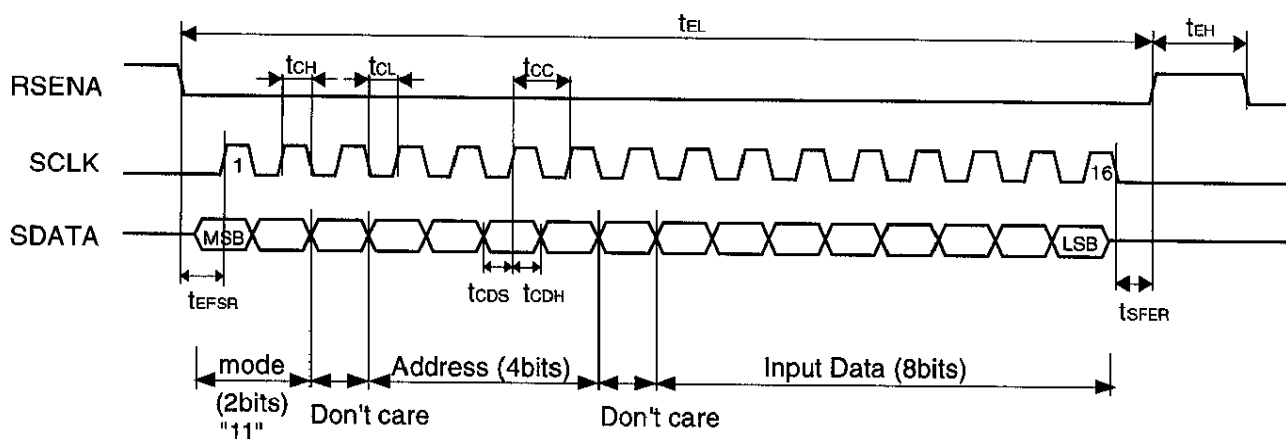 tEL
tEH
RSENA
tCH
tCL
tCC
SCLK
1
16
SDATA
MSB
LSB
tEFSR
tCDS
tCDH
tSFER
mode
(2bits)
"11"
Don't care
Address (4bits)
Don't care
Input Data (8bits)